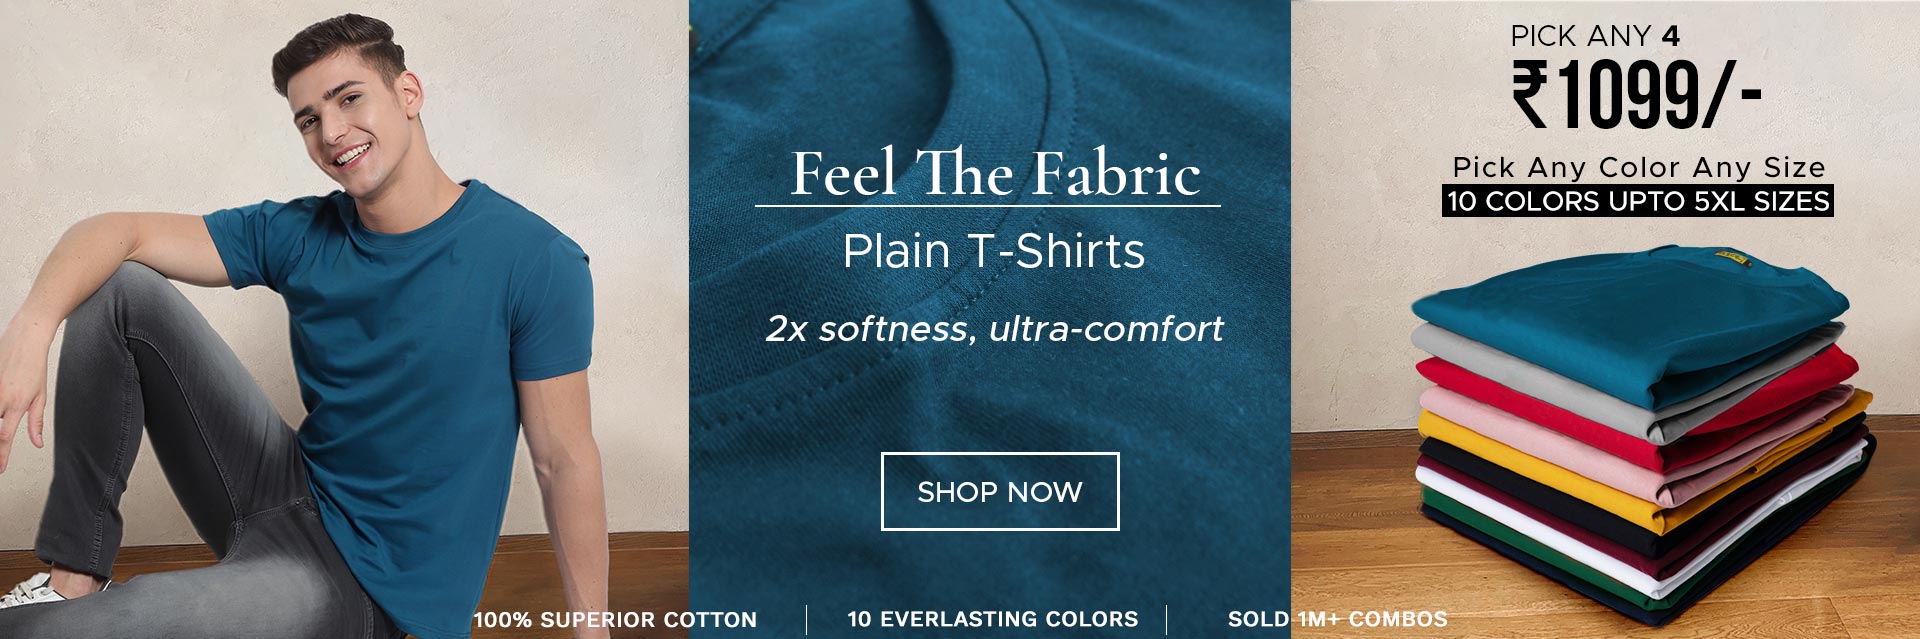 Feel The Fabric
Plain T-Shirts
2x softness, ultra-comfort
SHOP NOW
PICK ANY 4
₹1099/-
Pick Any Color Any Size
10 COLORS UPTO 5XL SIZES
100% SUPERIOR COTTON
10 EVERLASTING COLORS
SOLD 1M+ COMBOS